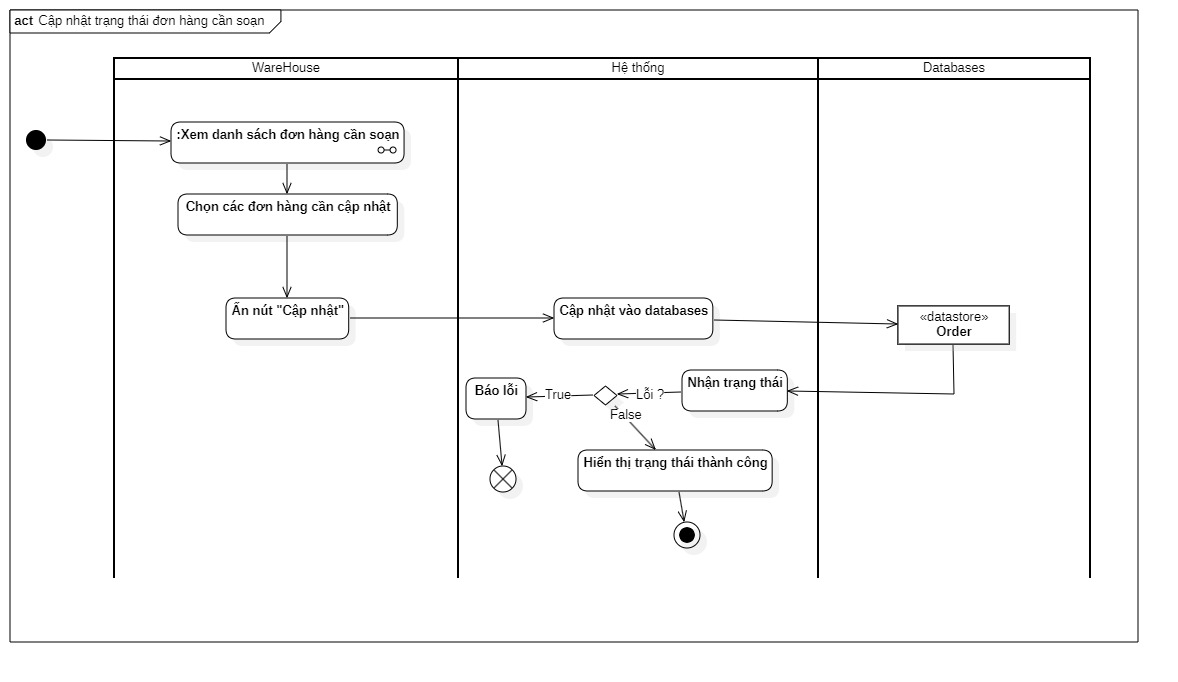 act Cập nhật trạng thái đơn hàng cần soạn
WareHouse
Hệ thống
Databases
:Xem danh sách đơn hàng cần soạn
Chọn các đơn hàng cần cập nhật
Ấn nút "Cập nhật"
Cập nhật vào databases
«datastore»
Order
Nhận trạng thái
Lỗi ?
True
Báo lỗi
False
Hiển thị trạng thái thành công